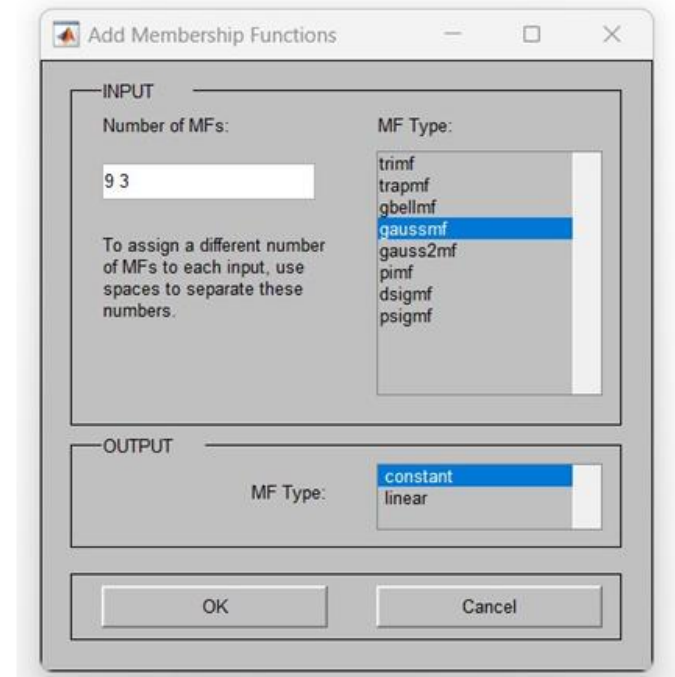 Add Membership Functions
INPUT
Number of MFs:
9 3
To assign a different number
of MFs to each input, use
spaces to separate these
numbers.
MF Type:
trimf
trapmf
gbellmf
gaussmf
gauss2mf
pimf
dsigmf
psigmf
OUTPUT
MF Type:
constant
linear
OK
Cancel